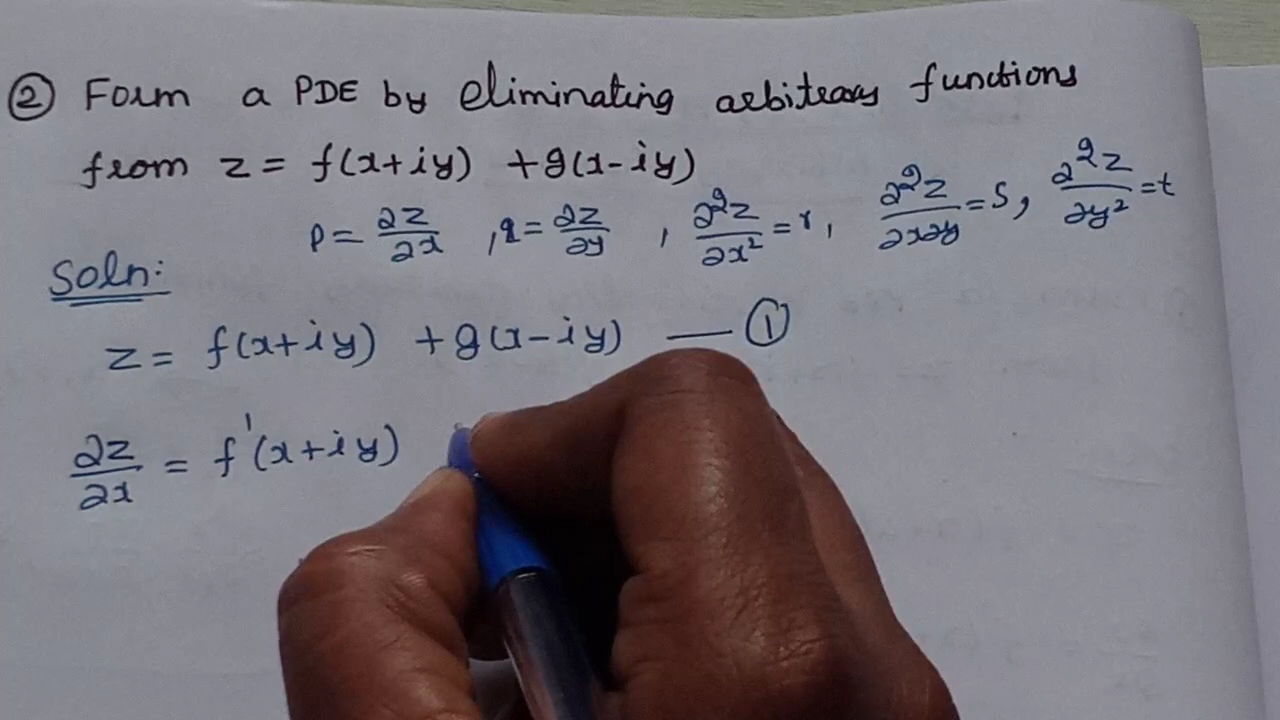 ② Form a PDE by eliminating arbitrary functions
from z = f(x+iy) + g(x-iy)
p = ∂z/∂x , q = ∂z/∂y , ∂²z/∂x² = r, ∂²z/∂x∂y = s, ∂²z/∂y² = t
Soln:
z = f(x+iy) + g(x-iy) — ①
∂z/∂x = f'(x+iy)